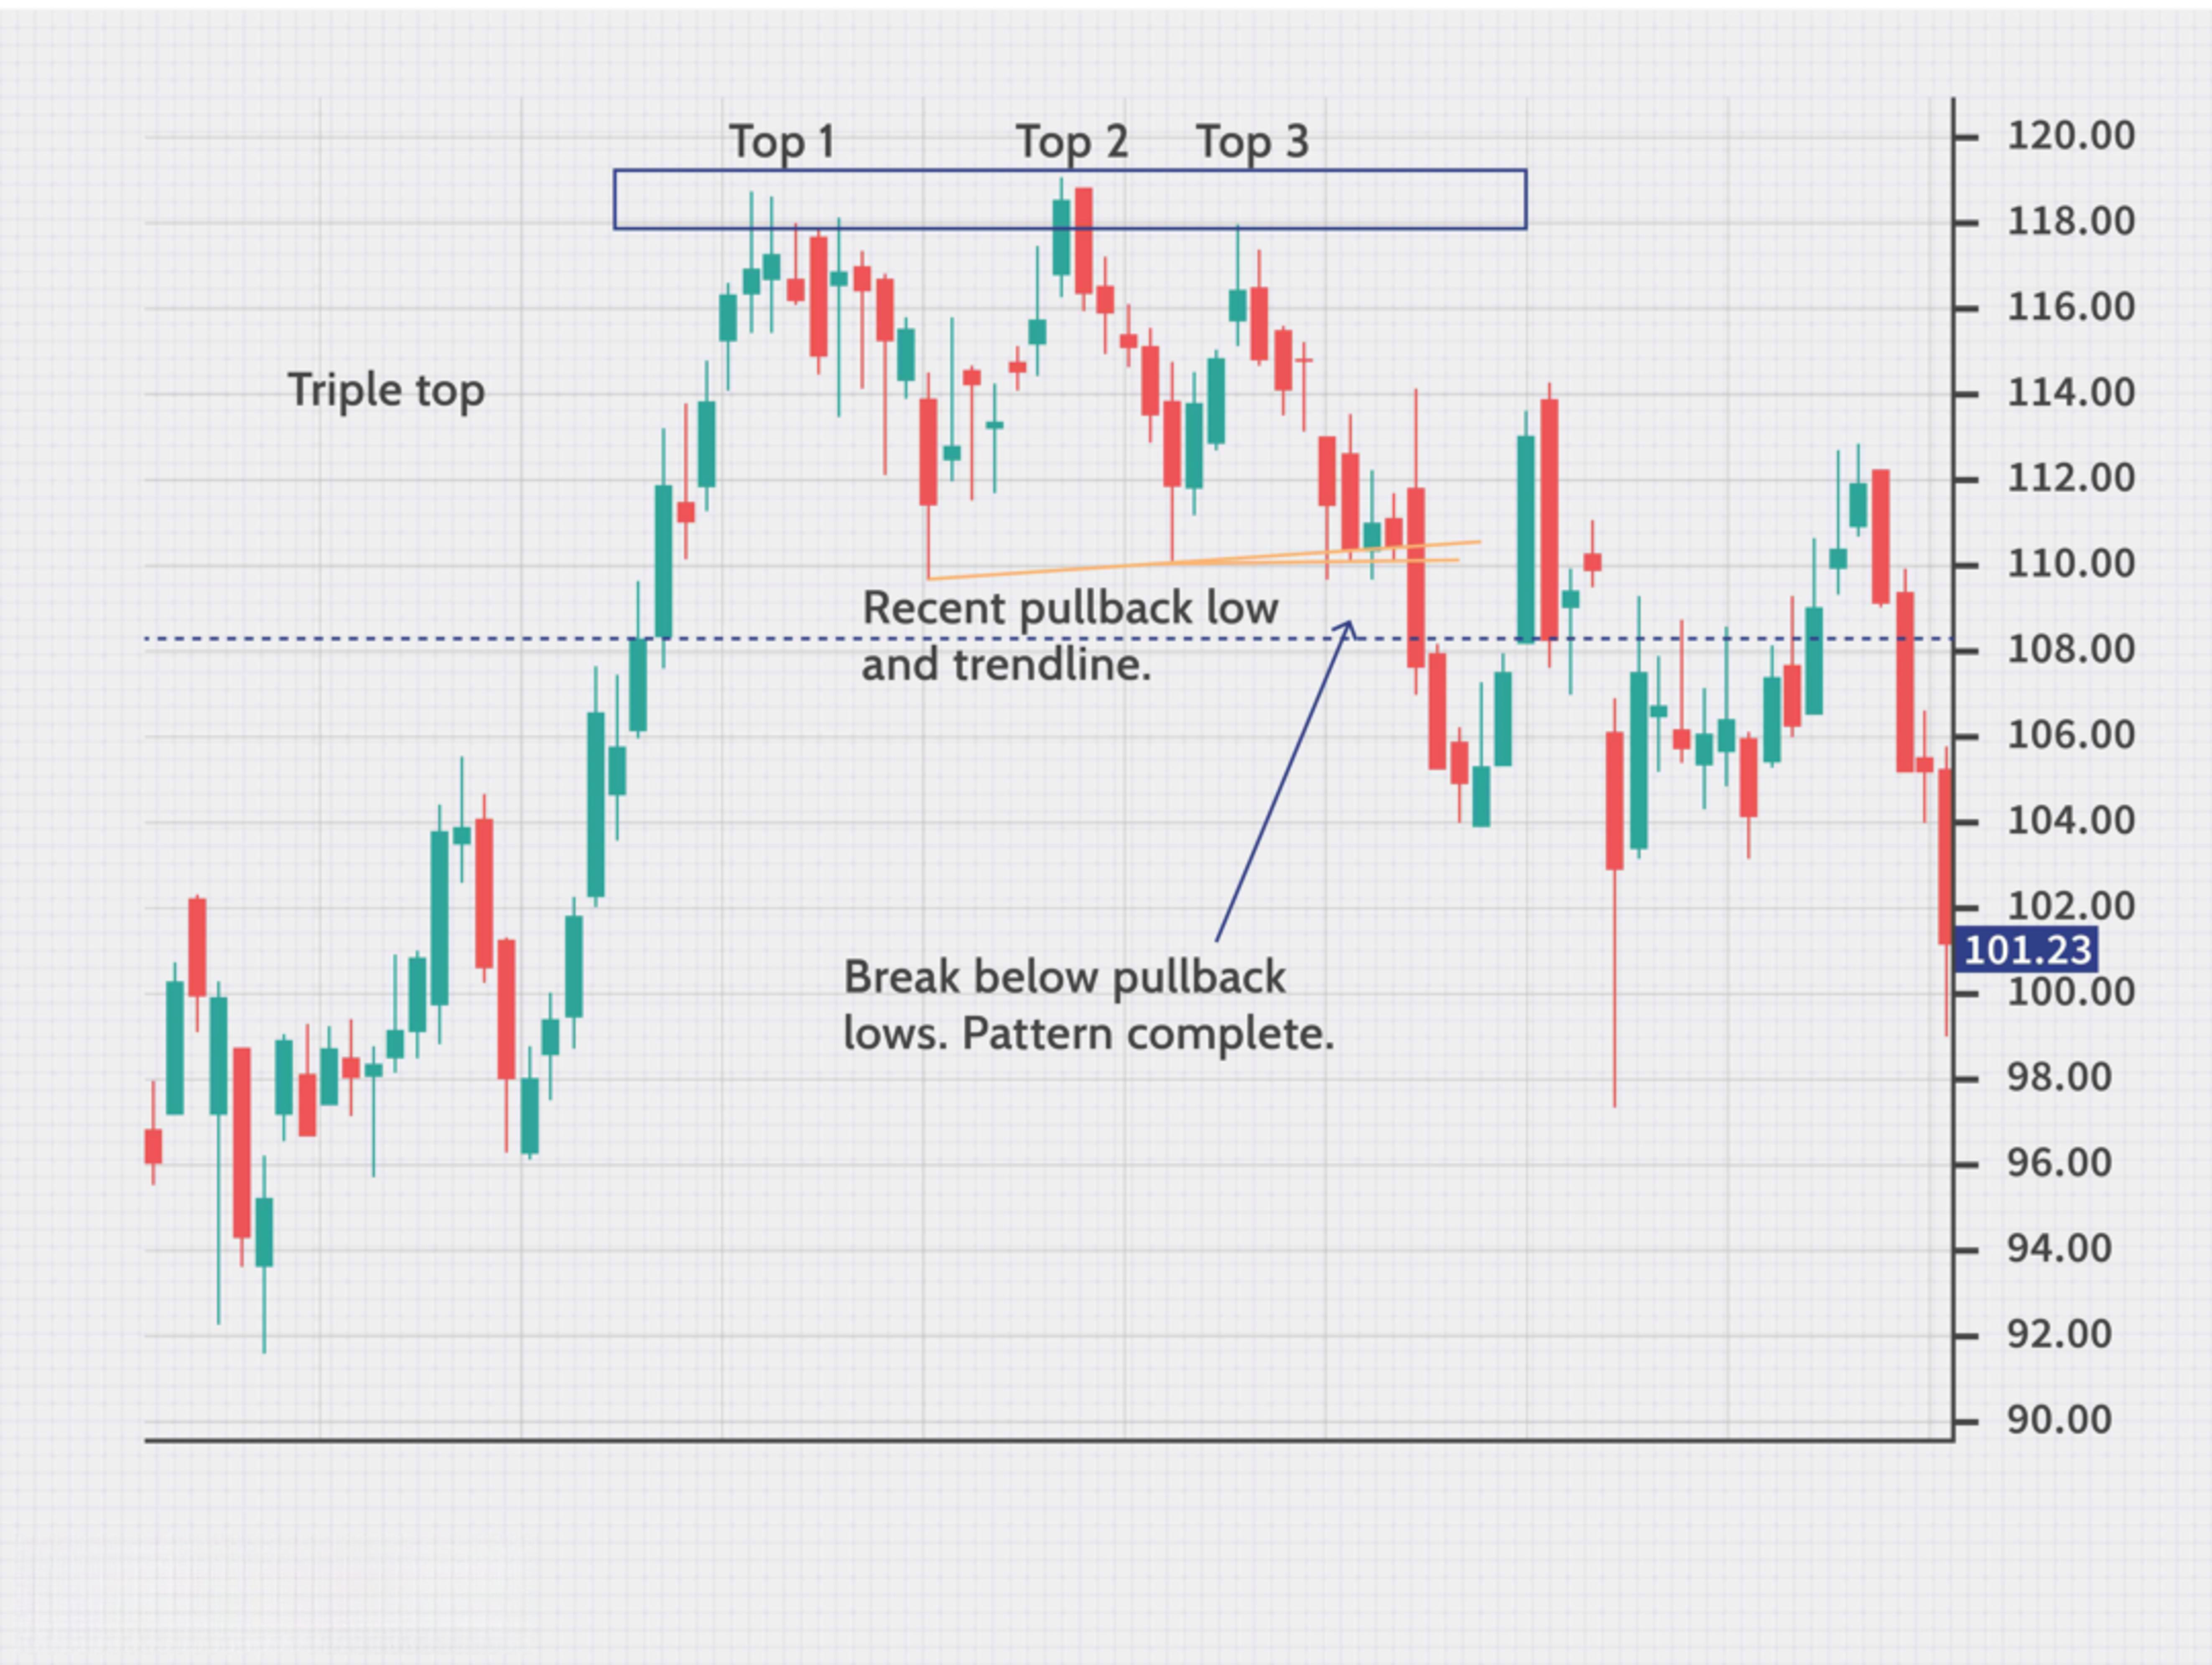 Top 1
Top 2
Top 3
Triple top
Recent pullback low
and trendline.
Break below pullback
lows. Pattern complete.
120.00
118.00
116.00
114.00
112.00
110.00
108.00
106.00
104.00
102.00
101.23
100.00
98.00
96.00
94.00
92.00
90.00